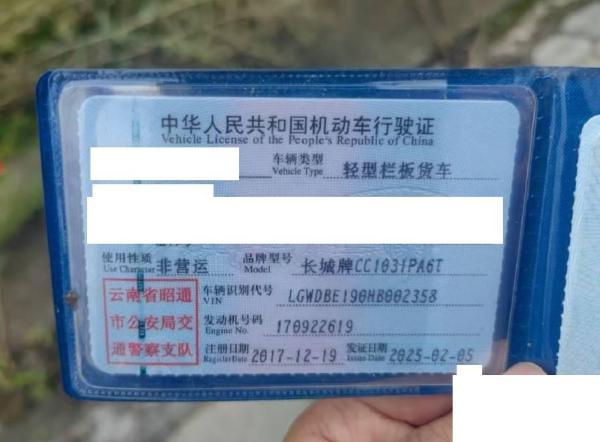 中华人民共和国机动车行驶证
Vehicle License of the People's Republic of China
车辆类型 轻型栏板货车
Vehicle Type
使用性质 非营运 品牌型号 长城牌CC1031PA6T
Use Character Model
云南省昭通
市公安局交
通警察支队
车辆识别代号 LGWDBE190HB002358
VIN
发动机号码 170922619
Engine No.
注册日期 2017-12-19 发证日期 2025-02-05
Register Date Issue Date